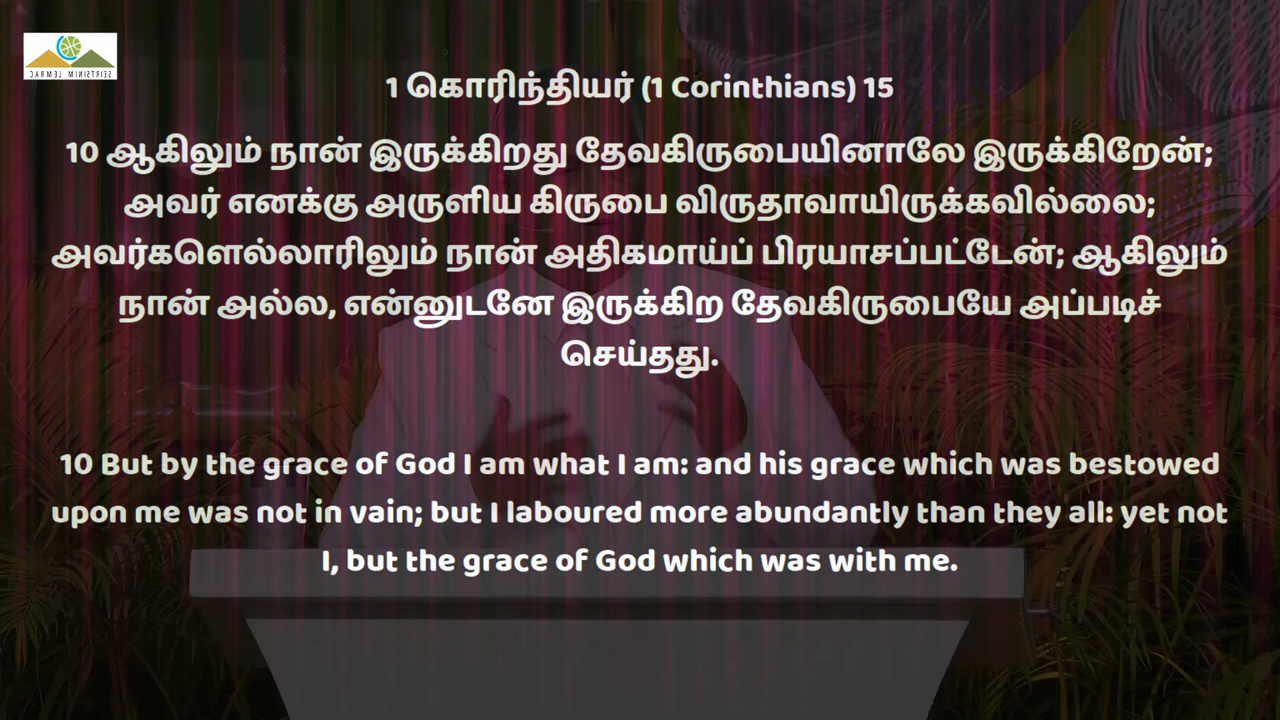 CARMEL MINISTRIES
1 கொரிந்தியர் (1 Corinthians) 15
10 ஆகிலும் நான் இருக்கிறது தேவகிருபையினாலே இருக்கிறேன்;
அவர் எனக்கு அருளிய கிருபை விருதாவாயிருக்கவில்லை;
அவர்களெல்லாரிலும் நான் அதிகமாய்ப் பிரயாசப்பட்டேன்; ஆகிலும்
நான் அல்ல, என்னுடனே இருக்கிற தேவகிருபையே அப்படிச்
செய்தது.
10 But by the grace of God I am what I am: and his grace which was bestowed
upon me was not in vain; but I laboured more abundantly than they all: yet not
I, but the grace of God which was with me.